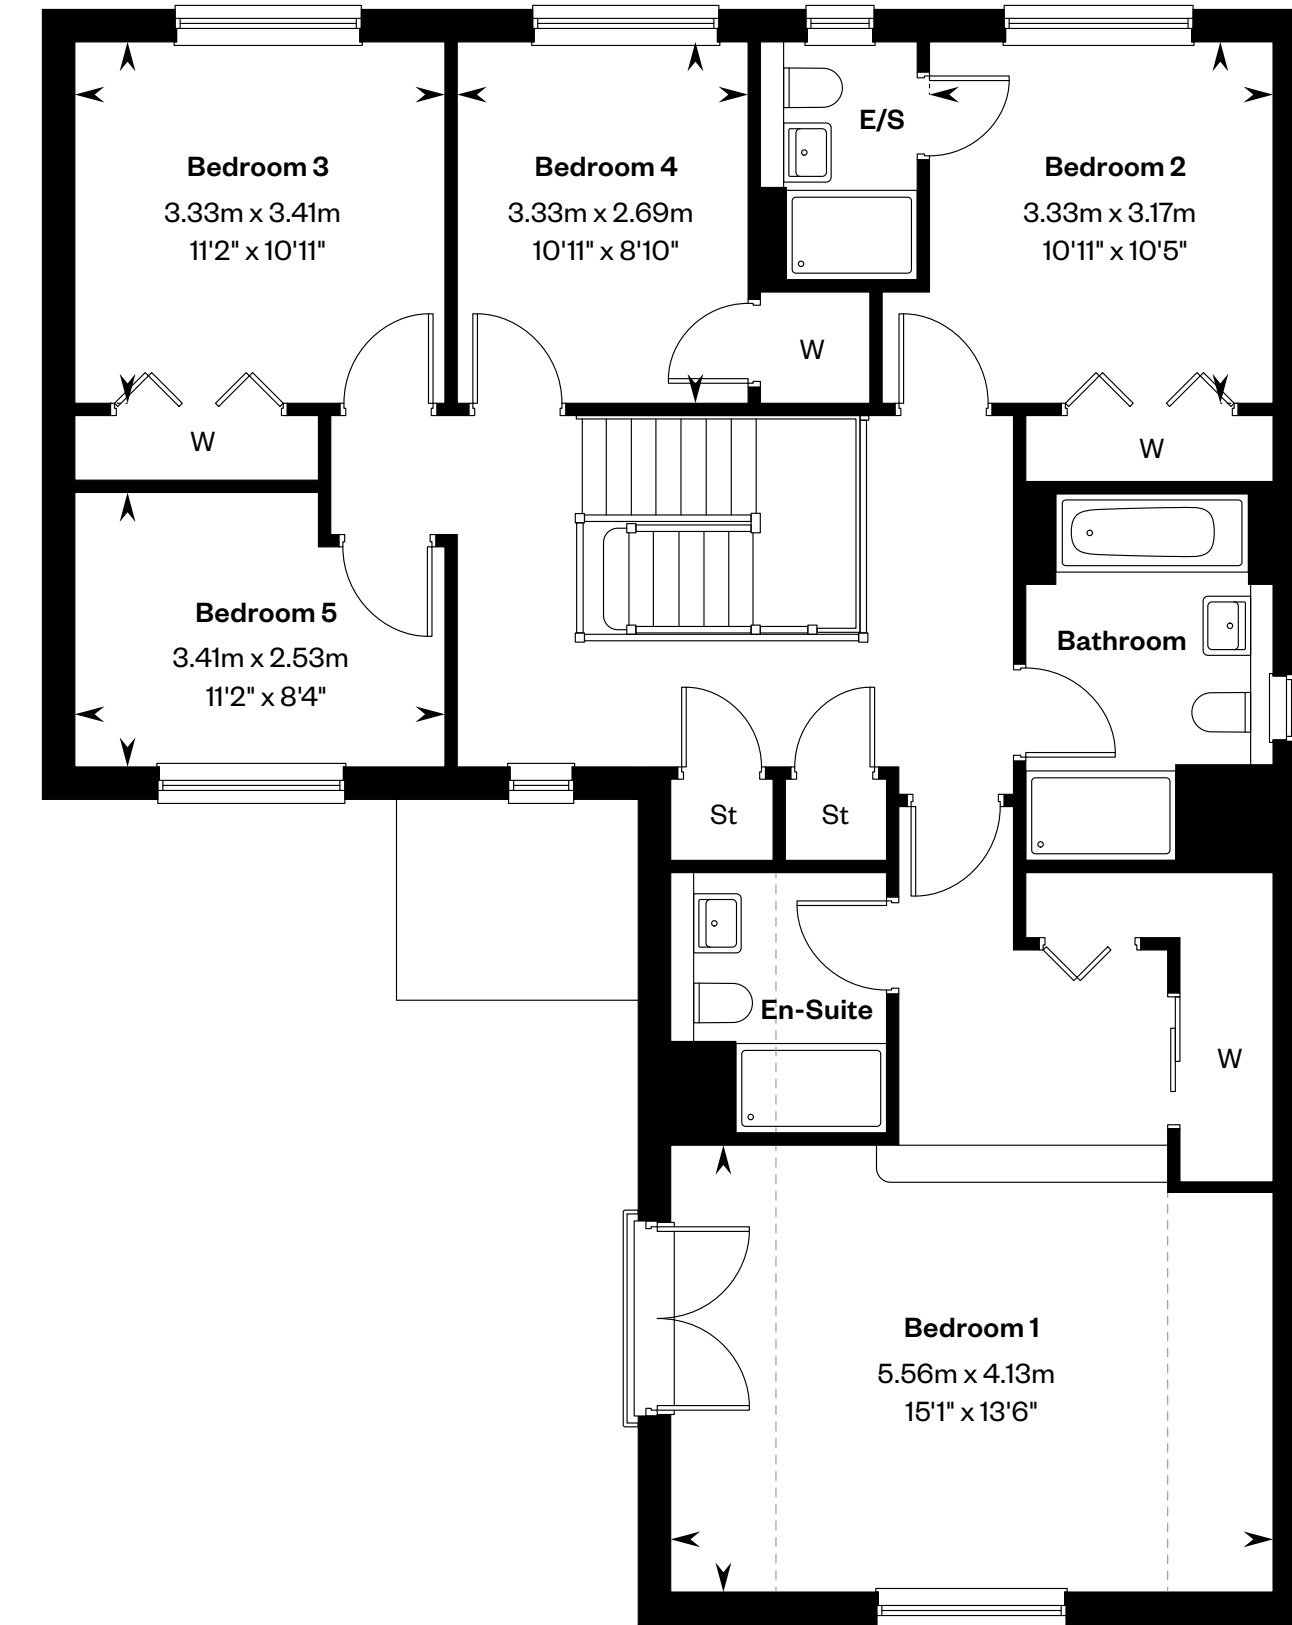 Bedroom 3
3.33m x 3.41m
11'2" x 10'11"
Bedroom 4
3.33m x 2.69m
10'11" x 8'10"
E/S
Bedroom 2
3.33m x 3.17m
10'11" x 10'5"
W
W
W
Bedroom 5
3.41m x 2.53m
11'2" x 8'4"
Bathroom
St
St
En-Suite
W
Bedroom 1
5.56m x 4.13m
15'1" x 13'6"